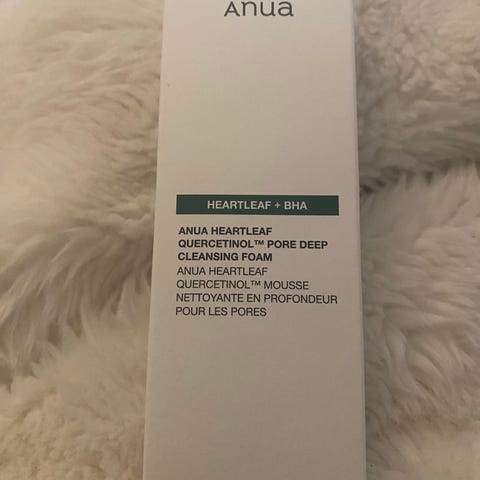 Anua
HEARTLEAF + BHA
ANUA HEARTLEAF
QUERCETINOL™ PORE DEEP
CLEANSING FOAM
ANUA HEARTLEAF
QUERCETINOL™ MOUSSE
NETTOYANTE EN PROFONDEUR
POUR LES PORES